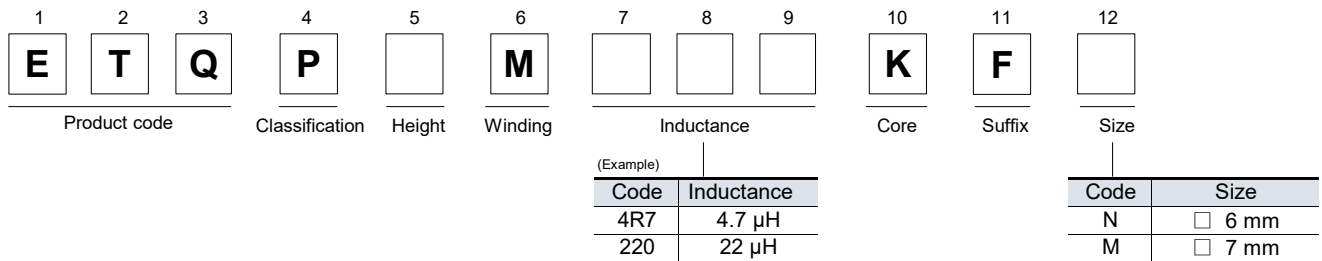 1 2 3 4 5 6 7 8 9 10 11 12
E T Q P M K F
Product code Classification Height Winding Inductance Core Suffix Size
(Example)
Code Inductance Code Size
4R7 4.7 µH N □ 6 mm
220 22 µH M □ 7 mm